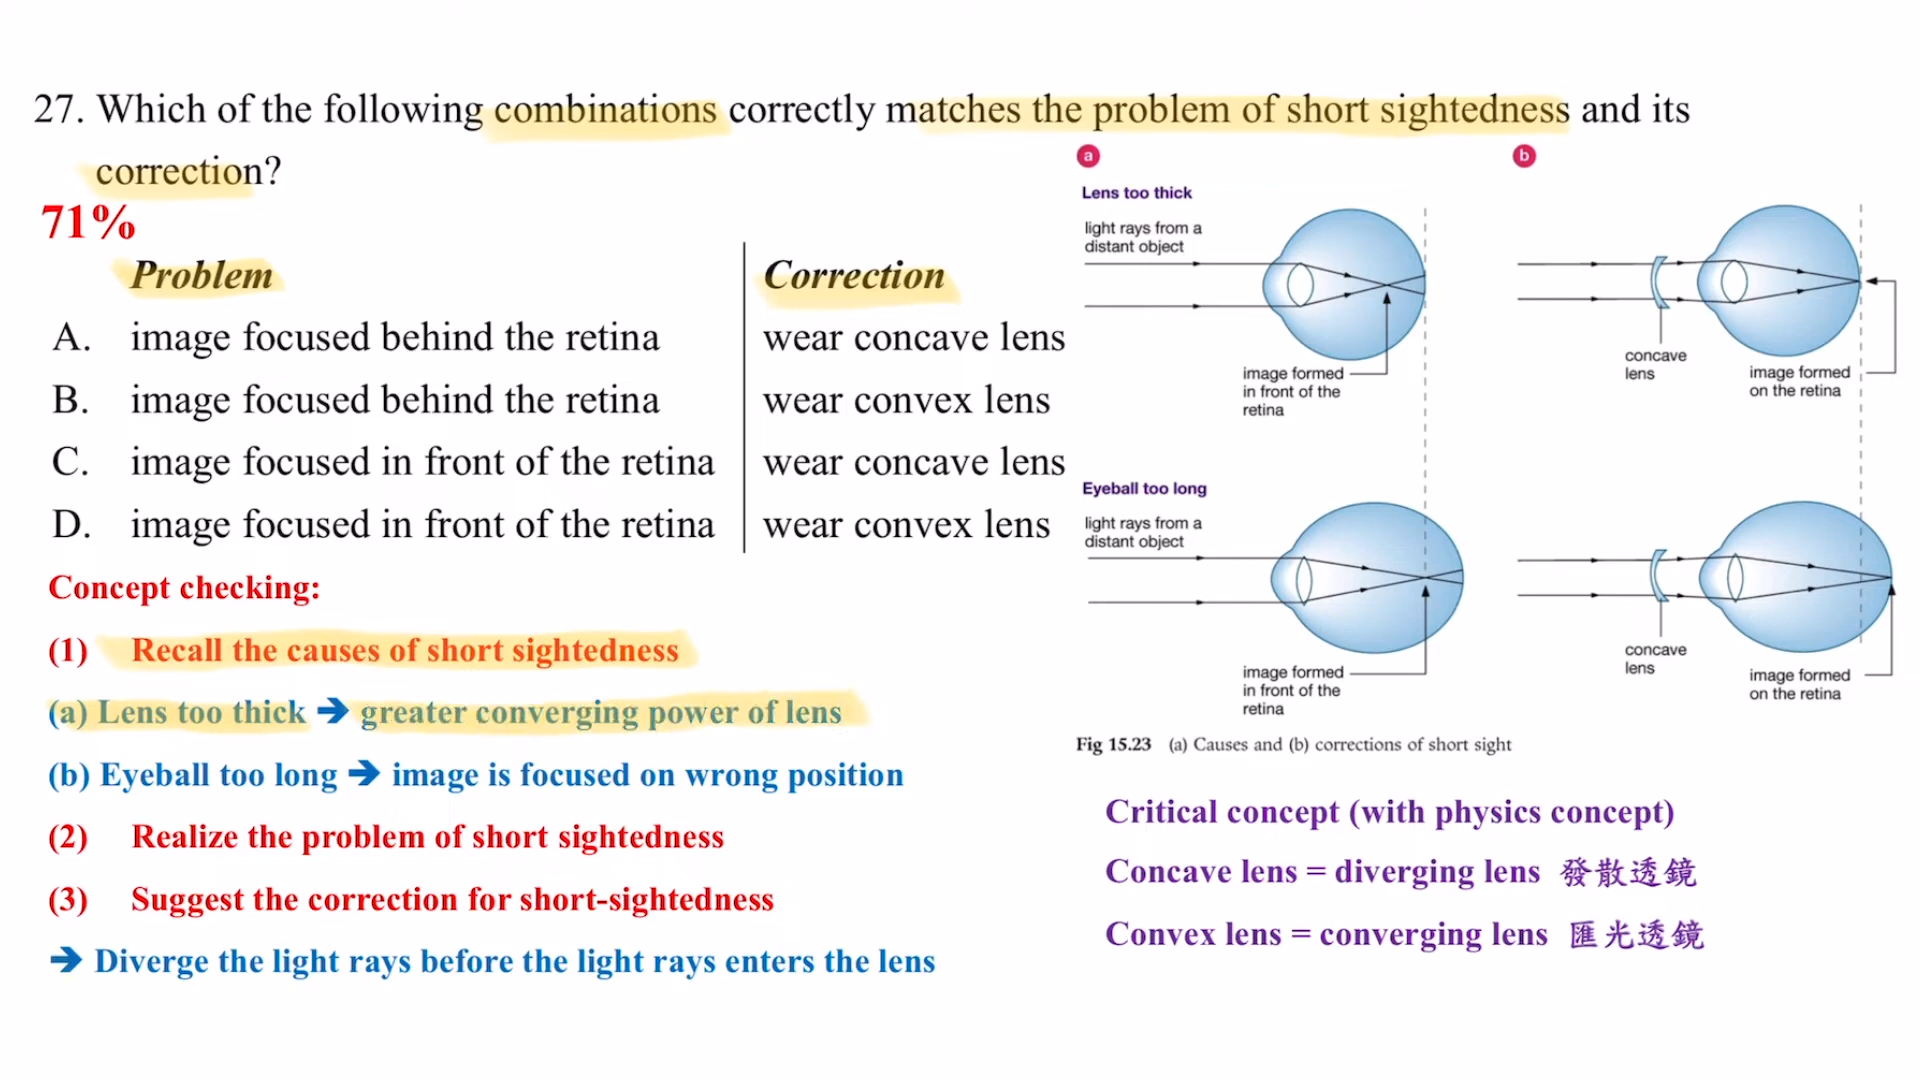 27. Which of the following combinations correctly matches the problem of short sightedness and its
correction?
71%
Problem Correction
A. image focused behind the retina wear concave lens
B. image focused behind the retina wear convex lens
C. image focused in front of the retina wear concave lens
D. image focused in front of the retina wear convex lens
Concept checking:
(1) Recall the causes of short sightedness
(a) Lens too thick ➔ greater converging power of lens
(b) Eyeball too long ➔ image is focused on wrong position
(2) Realize the problem of short sightedness
(3) Suggest the correction for short-sightedness
➔ Diverge the light rays before the light rays enters the lens
a
Lens too thick
light rays from a
distant object
image formed
in front of the
retina
b
concave
lens
image formed
on the retina
Eyeball too long
light rays from a
distant object
image formed
in front of the
retina
concave
lens
image formed
on the retina
Fig 15.23 (a) Causes and (b) corrections of short sight
Critical concept (with physics concept)
Concave lens = diverging lens 發散透鏡
Convex lens = converging lens 匯光透鏡